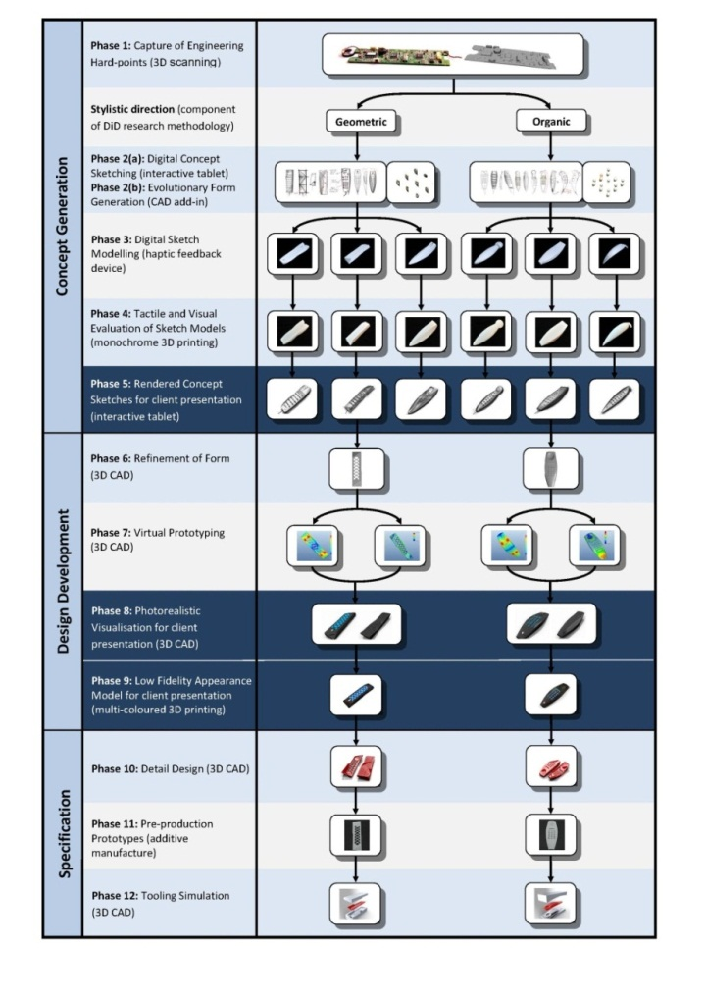 Concept Generation
Phase 1: Capture of Engineering
Hard-points (3D scanning)
Stylistic direction (component
of DiD research methodology)
Geometric
Organic
Phase 2(a): Digital Concept
Sketching (interactive tablet)
Phase 2(b): Evolutionary Form
Generation (CAD add-in)
Phase 3: Digital Sketch
Modelling (haptic feedback
device)
Phase 4: Tactile and Visual
Evaluation of Sketch Models
(monochrome 3D printing)
Phase 5: Rendered Concept
Sketches for client presentation
(interactive tablet)
Design Development
Phase 6: Refinement of Form
(3D CAD)
Phase 7: Virtual Prototyping
(3D CAD)
Phase 8: Photorealistic
Visualisation for client
presentation (3D CAD)
Phase 9: Low Fidelity Appearance
Model for client presentation
(multi-coloured 3D printing)
Specification
Phase 10: Detail Design (3D CAD)
Phase 11: Pre-production
Prototypes (additive
manufacture)
Phase 12: Tooling Simulation
(3D CAD)